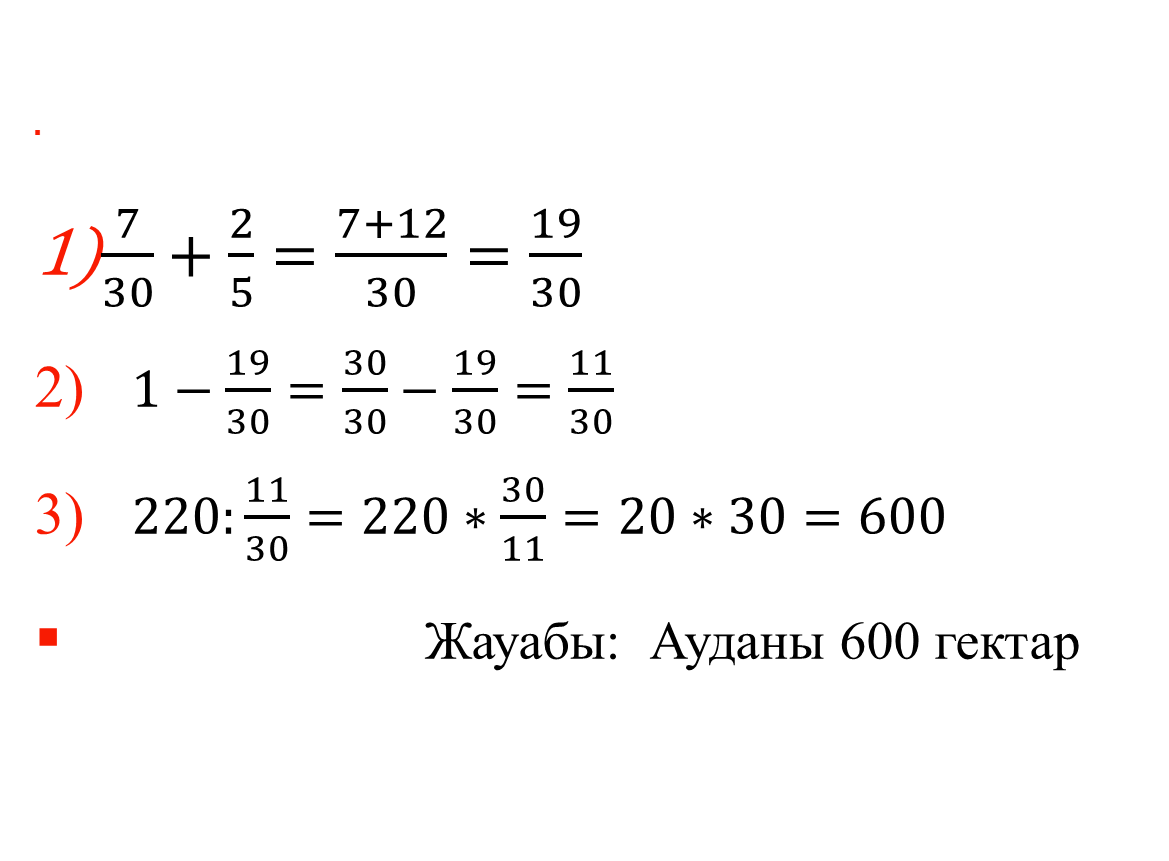 .
1) 7/30 + 2/5 = 7+12/30 = 19/30
2) 1 − 19/30 = 30/30 − 19/30 = 11/30
3) 220: 11/30 = 220 ∗ 30/11 = 20 ∗ 30 = 600
▪ Жауабы: Ауданы 600 гектар